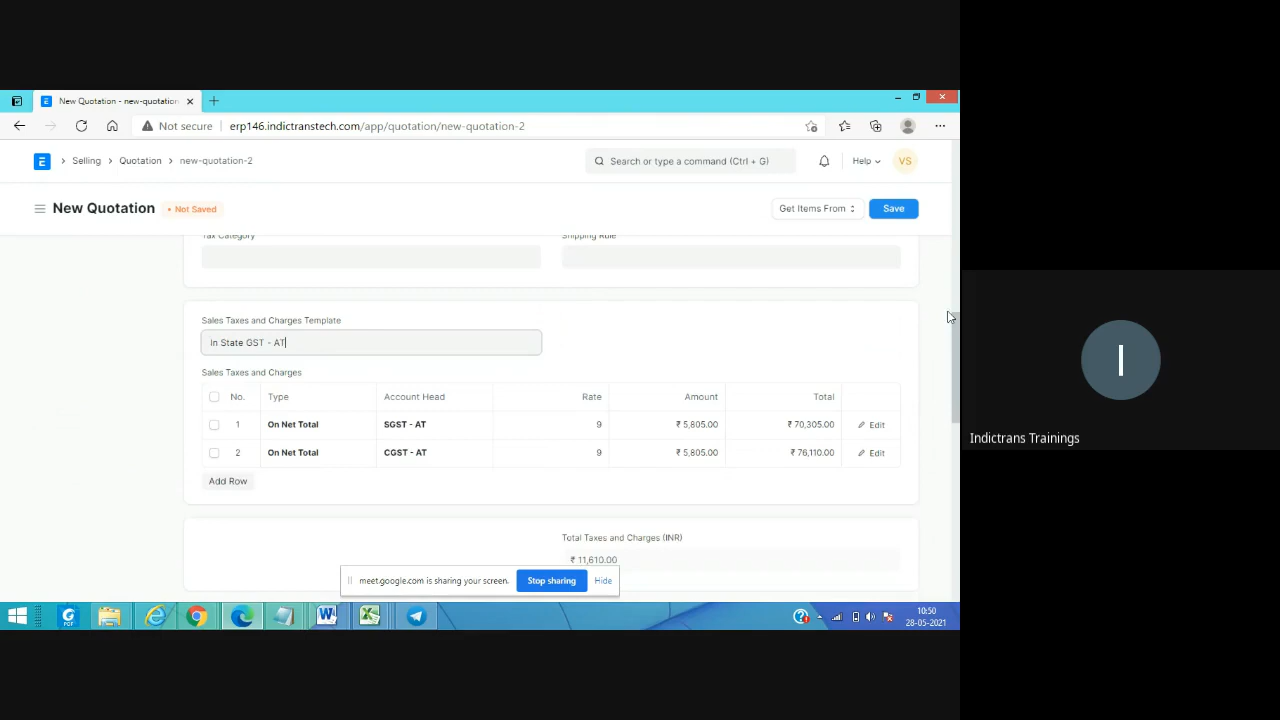 New Quotation - new-quotation
Not secure | erp146.indictranstech.com/app/quotation/new-quotation-2
E > Selling > Quotation > new-quotation-2
Search or type a command (Ctrl + G)
Help
VS
New Quotation
• Not Saved
Get Items From
Save
Tax Category
Shipping Rule
Sales Taxes and Charges Template
In State GST - AT
Sales Taxes and Charges
No. Type Account Head Rate Amount Total
1 On Net Total SGST - AT 9 ₹ 5,805.00 ₹ 70,305.00 Edit
2 On Net Total CGST - AT 9 ₹ 5,805.00 ₹ 76,110.00 Edit
Add Row
Total Taxes and Charges (INR)
₹ 11,610.00
meet.google.com is sharing your screen.
Stop sharing
Hide
10:50
28-05-2021
I
Indictrans Trainings